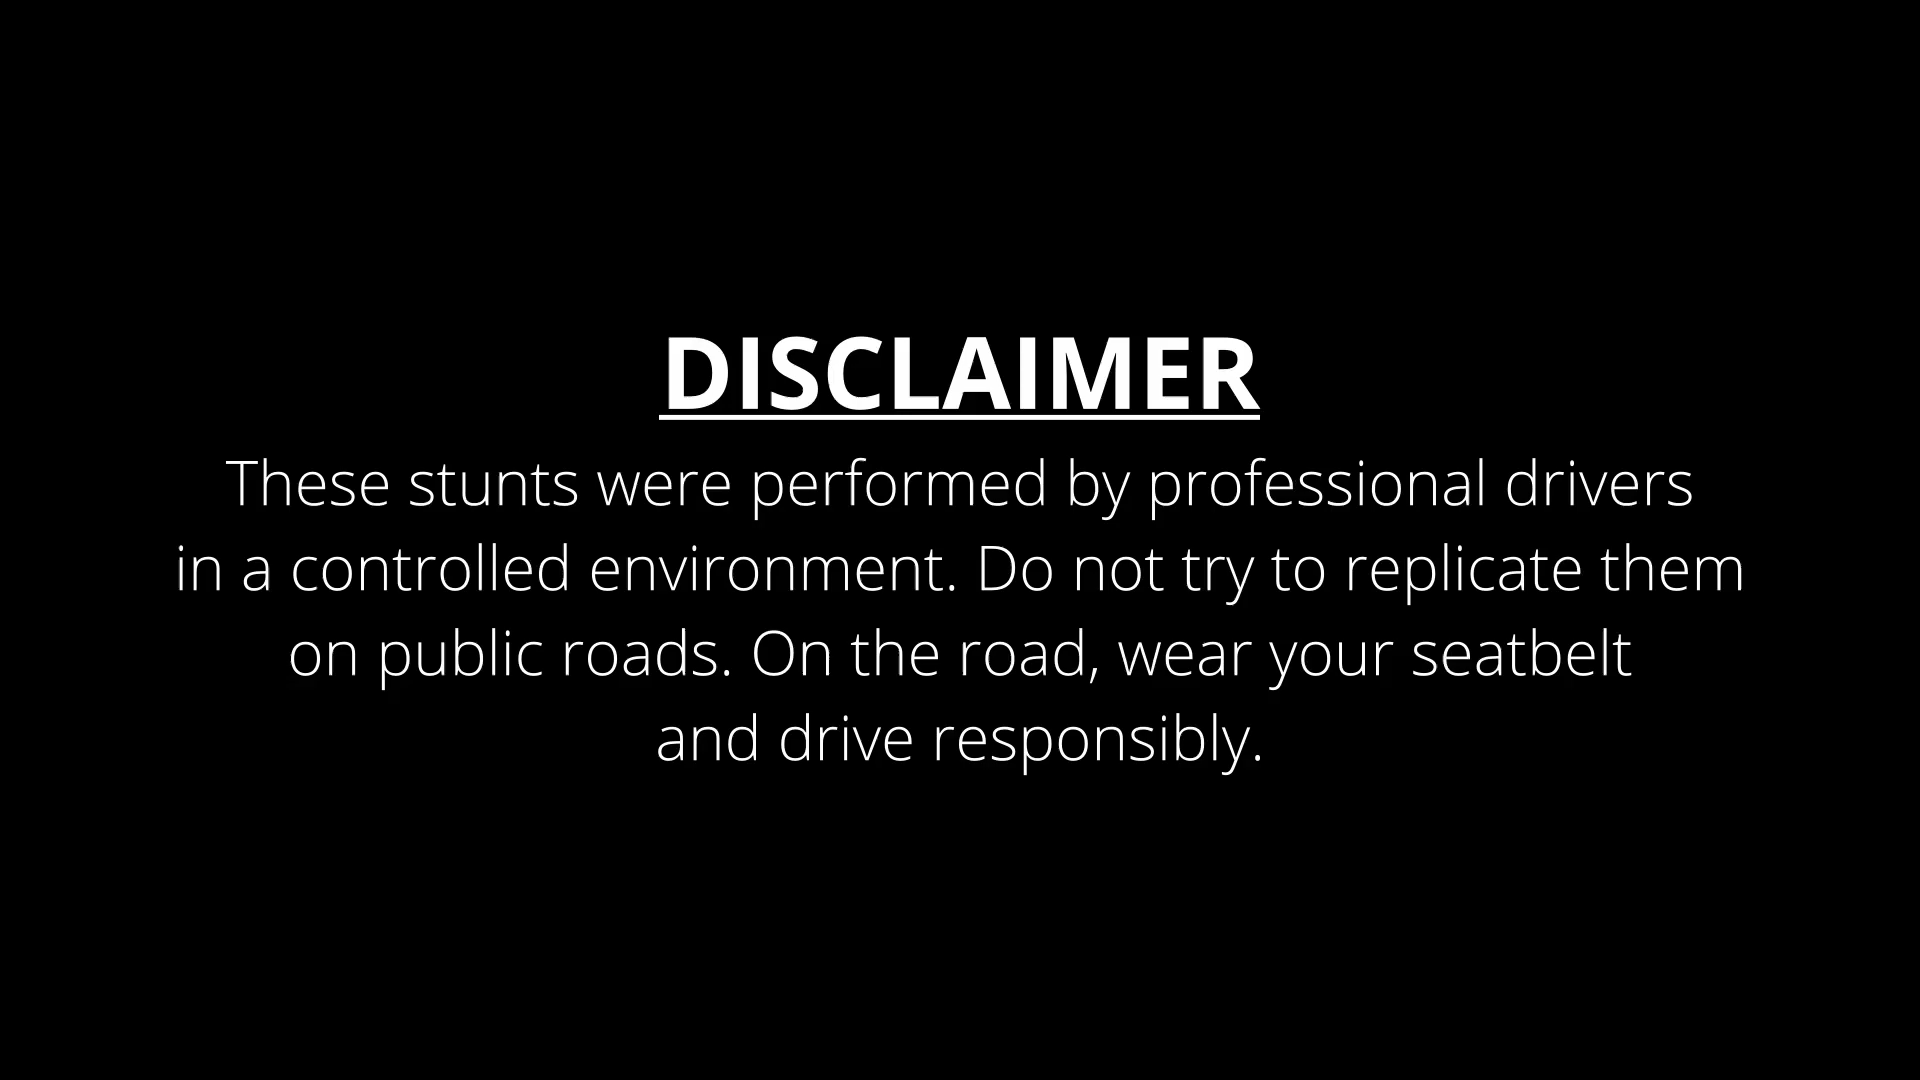 DISCLAIMER
These stunts were performed by professional drivers
in a controlled environment. Do not try to replicate them
on public roads. On the road, wear your seatbelt
and drive responsibly.